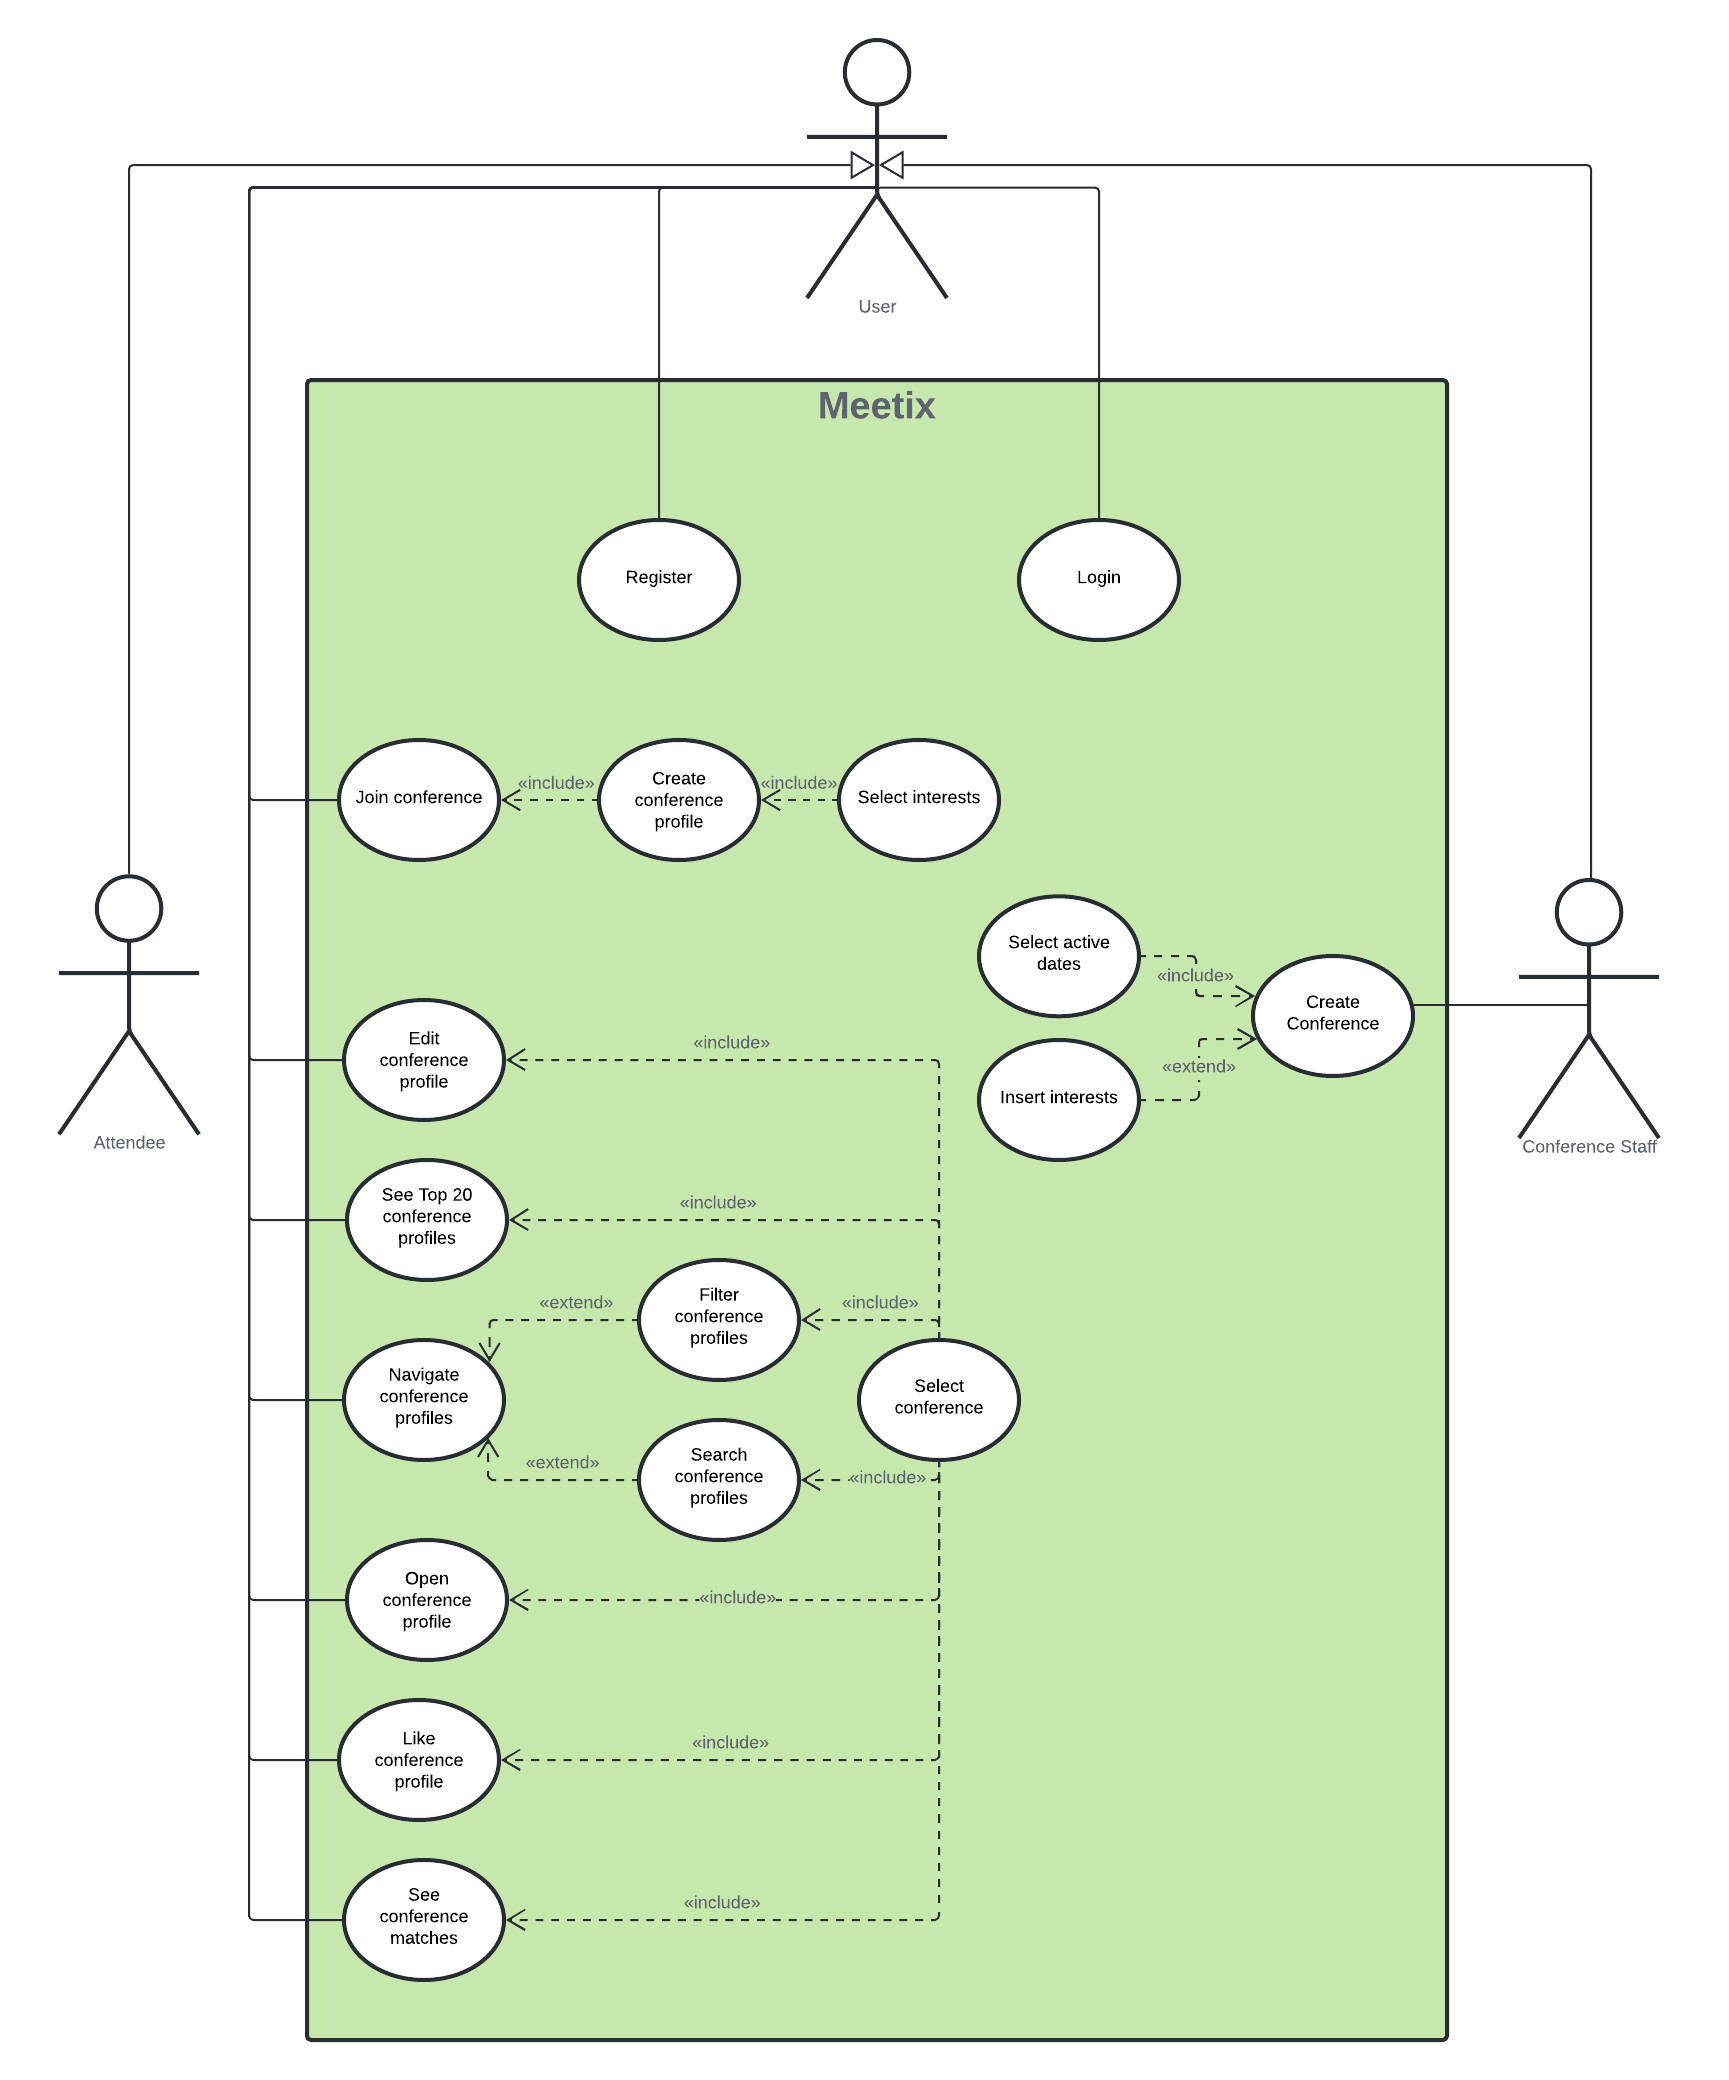 User
Meetix
Register
Login
Join conference
«include»
Create
conference
profile
«include»
Select interests
Select active
dates
«include»
Create
Conference
Edit
conference
profile
«include»
Insert interests
«extend»
Attendee
Conference Staff
See Top 20
conference
profiles
«include»
Filter
conference
profiles
«extend»
«include»
Navigate
conference
profiles
Select
conference
Search
conference
profiles
«extend»
«include»
Open
conference
profile
«include»
Like
conference
profile
«include»
See
conference
matches
«include»